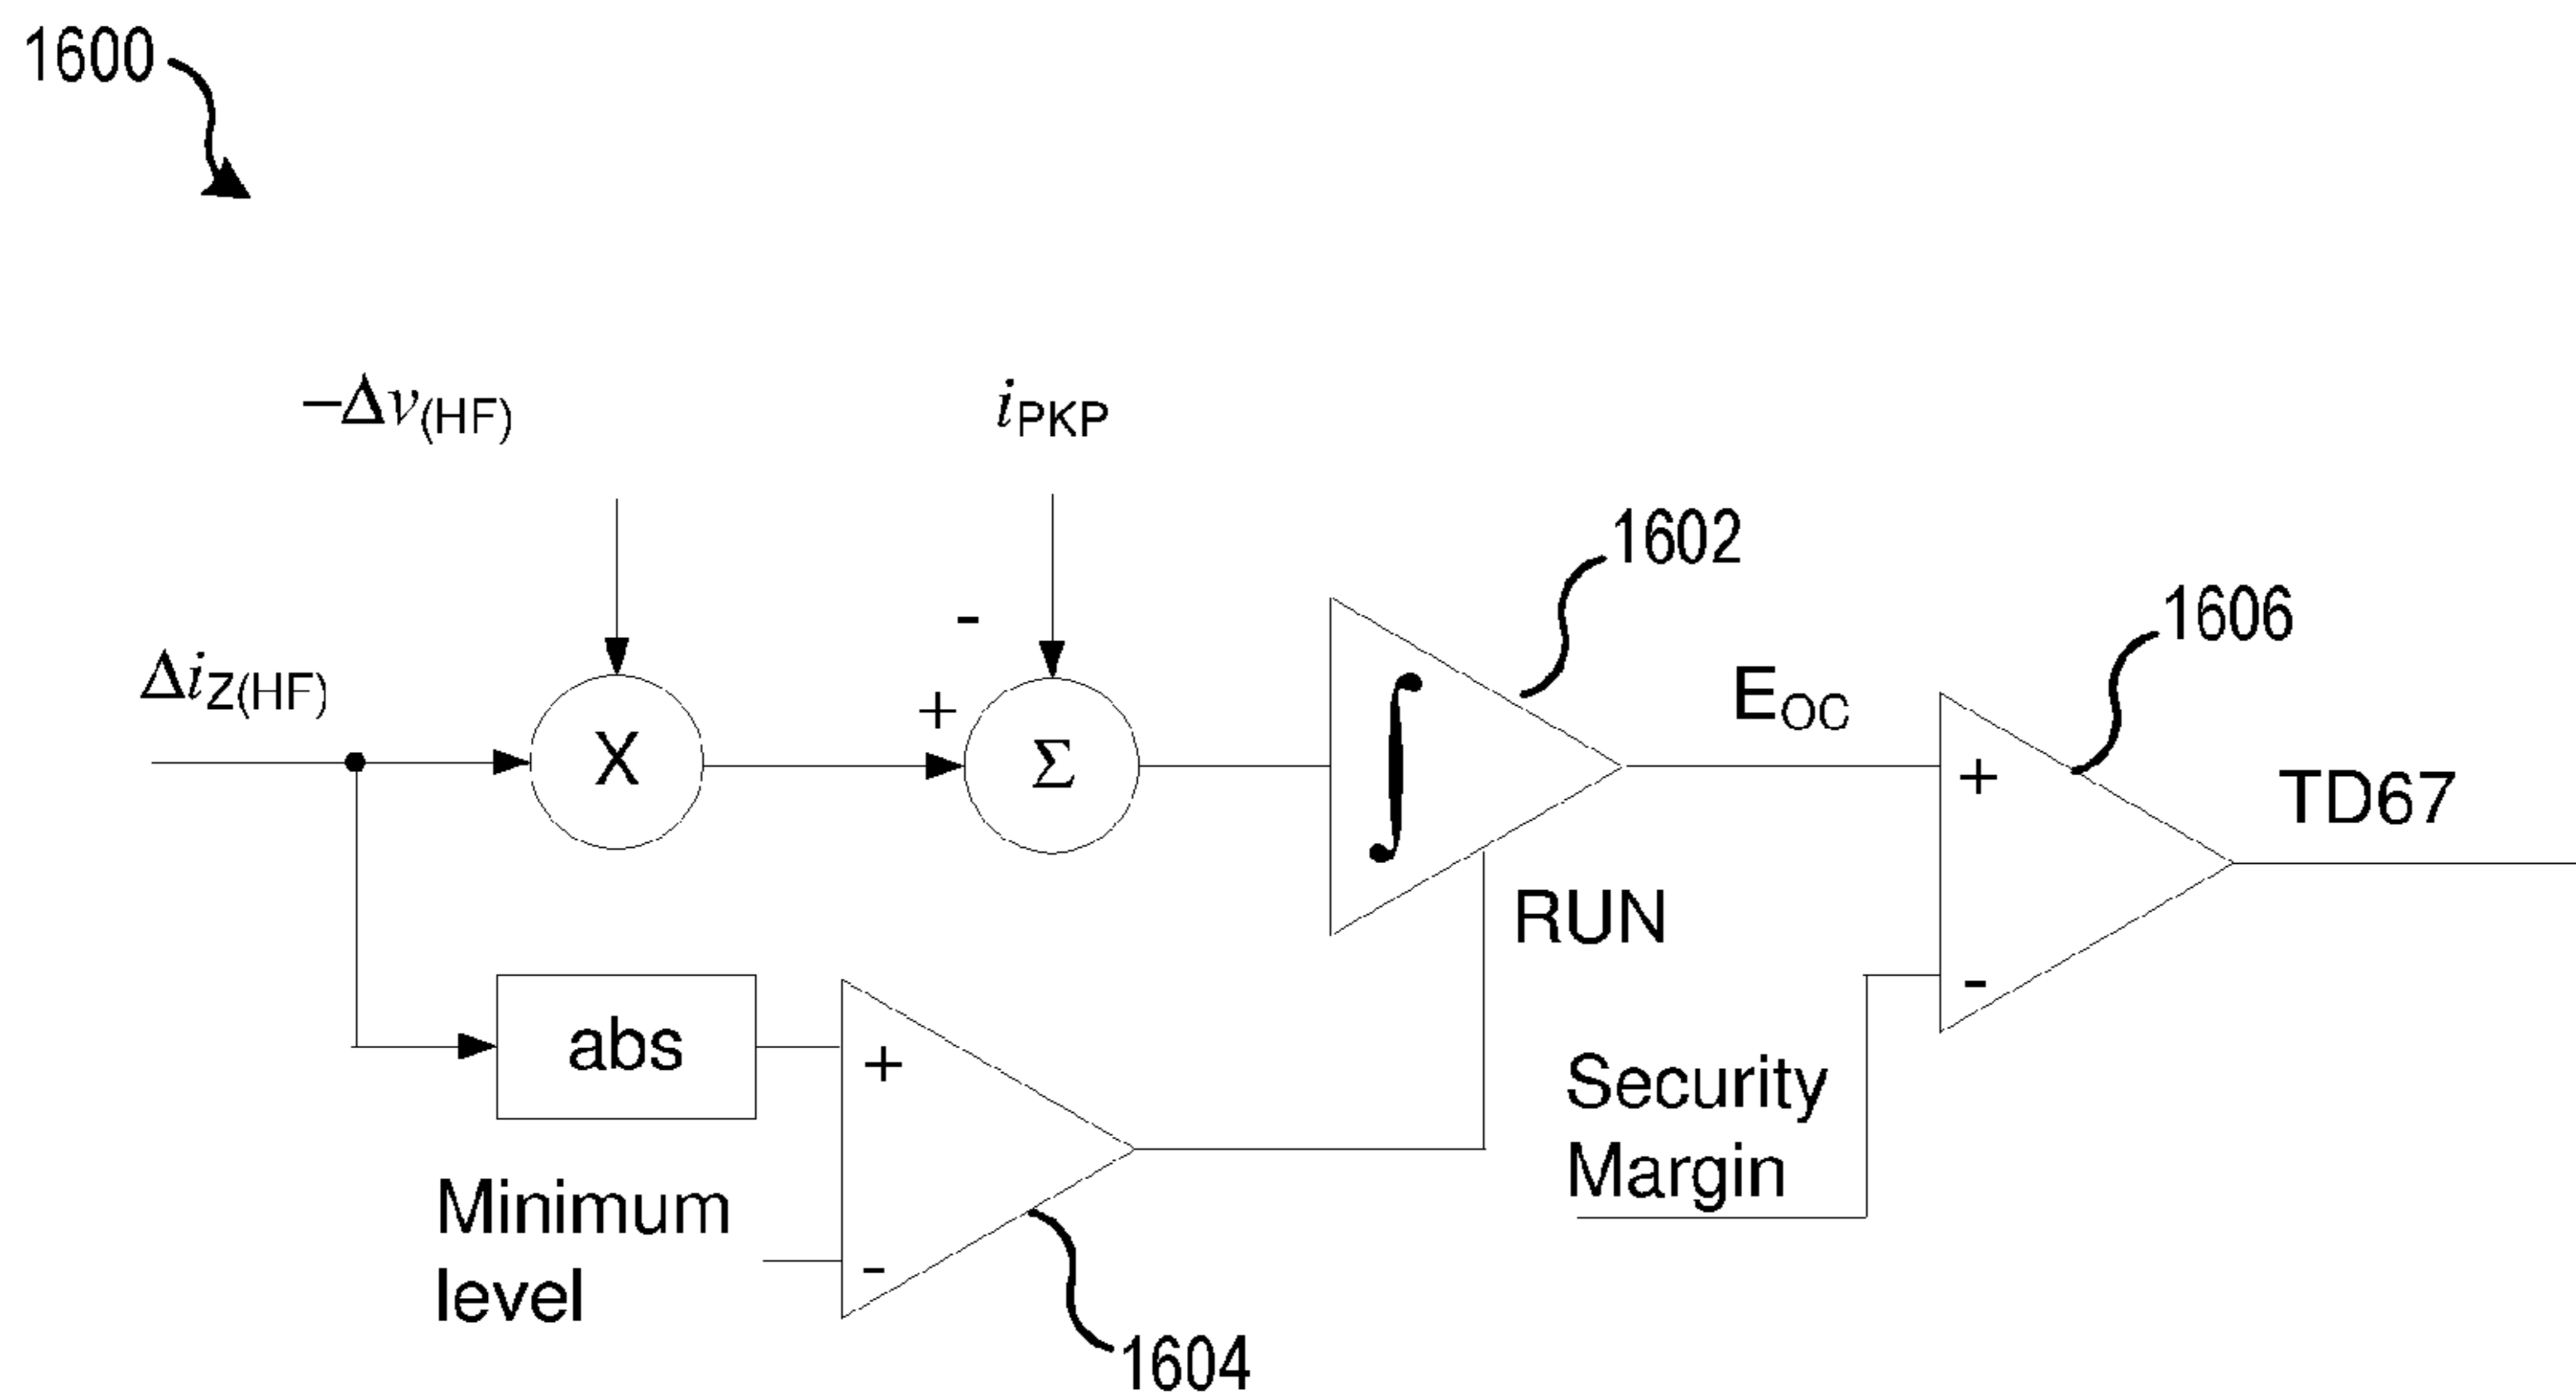 1600
−Δv(HF)
iPKP
1602
1606
ΔiZ(HF)
-
+
X
Σ
∫
EOC
+
TD67
RUN
-
abs
+
Security
Margin
Minimum
level
-
1604